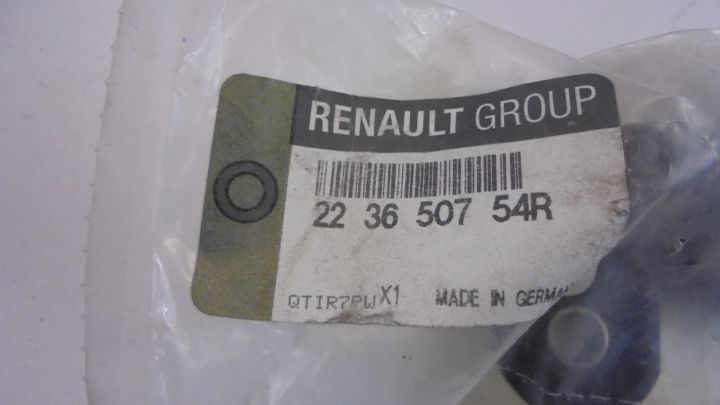 RENAULT GROUP
22 36 507 54R
QTIR7PW X1 MADE IN GERMAN